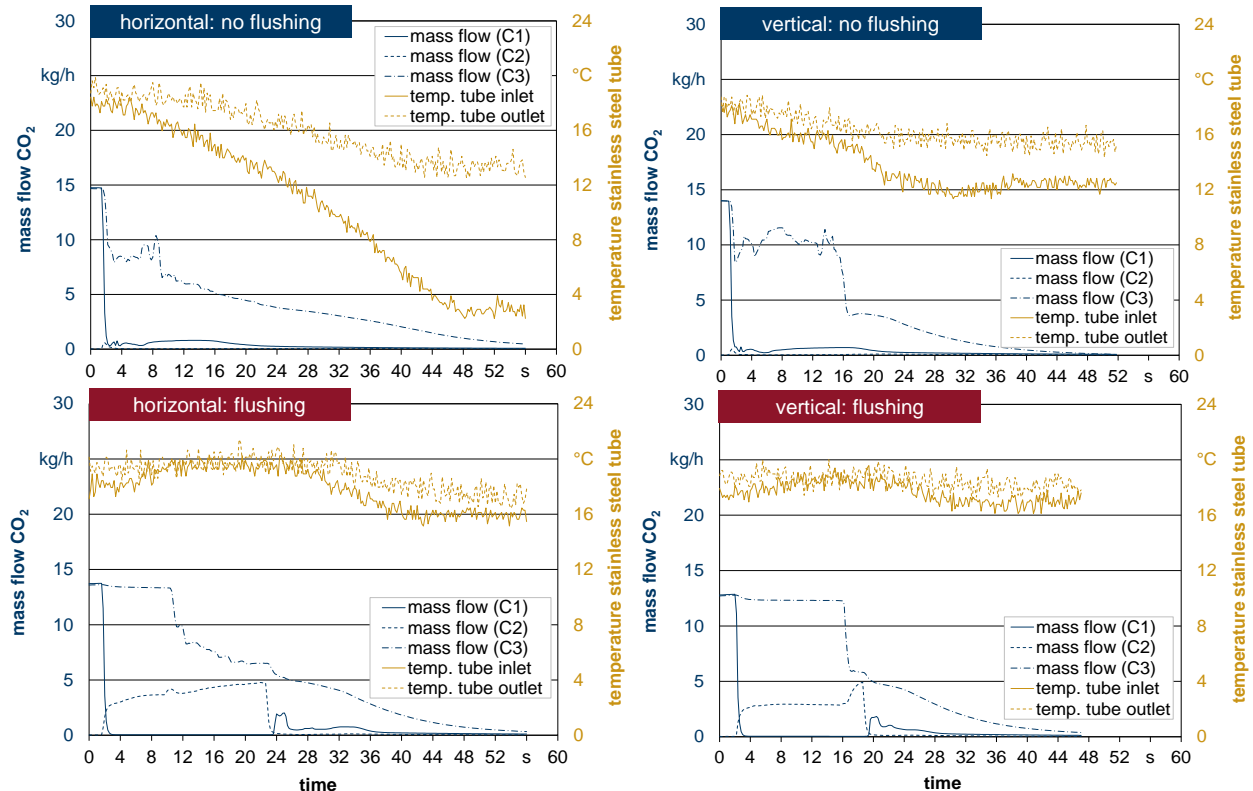 horizontal: no flushing
30
25
kg/h
20
15
10
5
0
mass flow CO2
mass flow (C1)
mass flow (C2)
mass flow (C3)
temp. tube inlet
temp. tube outlet
24
°C
16
12
8
4
0
temperature stainless steel tube
0 4 8 12 16 20 24 28 32 36 40 44 48 52 s 60
vertical: no flushing
30
kg/h
20
15
10
5
0
mass flow CO2
mass flow (C1)
mass flow (C2)
mass flow (C3)
temp. tube inlet
temp. tube outlet
24
°C
16
12
8
4
0
temperature stainless steel tube
0 4 8 12 16 20 24 28 32 36 40 44 48 52 s 60
horizontal: flushing
30
kg/h
20
15
10
5
0
mass flow CO2
mass flow (C1)
mass flow (C2)
mass flow (C3)
temp. tube inlet
temp. tube outlet
24
°C
16
12
8
4
0
temperature stainless steel tube
0 4 8 12 16 20 24 28 32 36 40 44 48 52 s 60
time
vertical: flushing
30
kg/h
20
15
10
5
0
mass flow CO2
mass flow (C1)
mass flow (C2)
mass flow (C3)
temp. tube inlet
temp. tube outlet
24
°C
16
12
8
4
0
temperature stainless steel tube
0 4 8 12 16 20 24 28 32 36 40 44 48 52 s 60
time